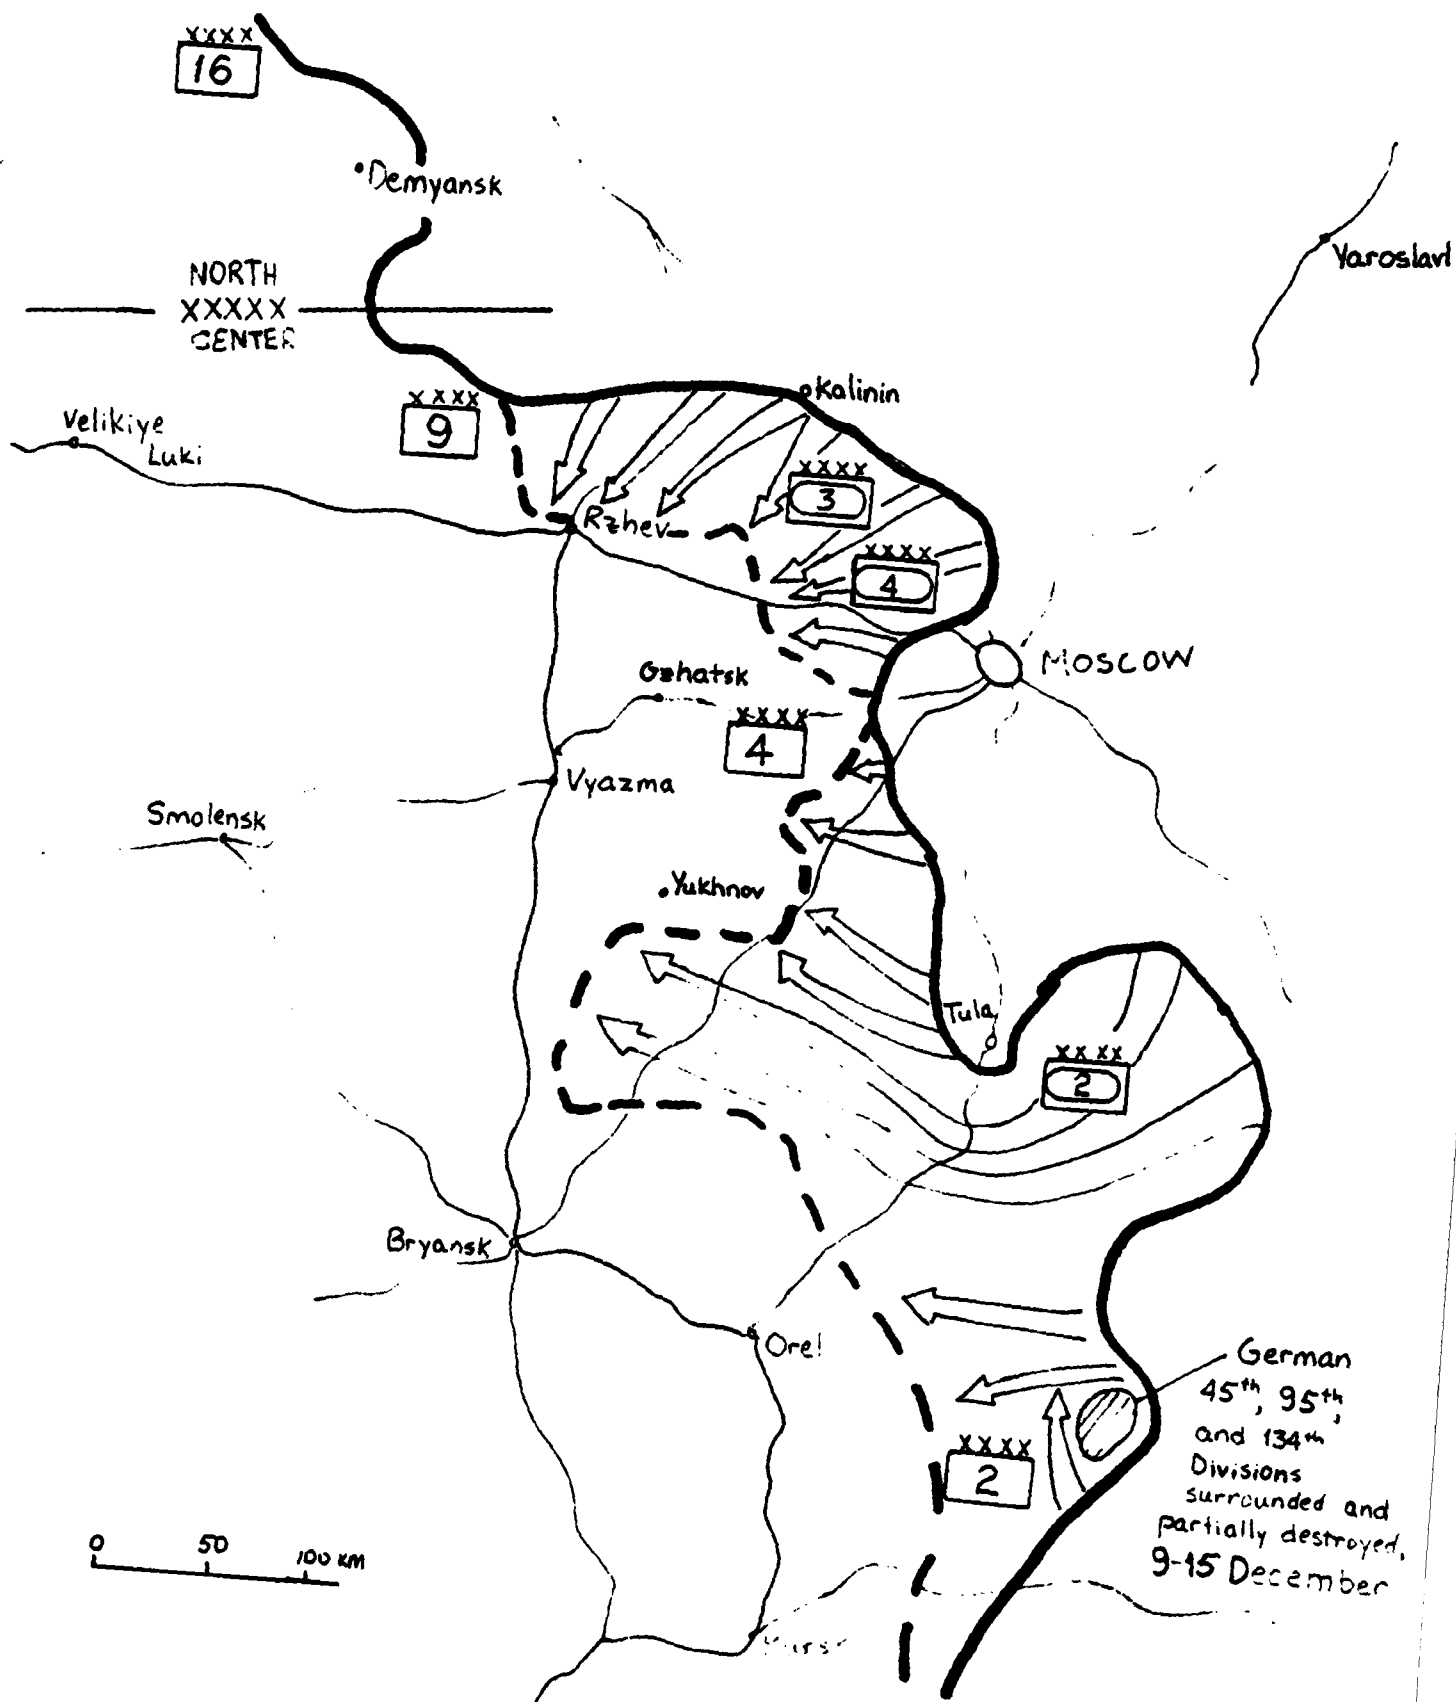 XXXX
16
Demyansk
Yaroslavl
NORTH
XXXXX
CENTER
Kalinin
XXXX
9
Velikiye
Luki
XXXX
3
Rzhev
XXXX
4
MOSCOW
Gzhatsk
XXXX
4
Vyazma
Smolensk
Yukhnov
Tula
XXXX
2
Bryansk
Orel
German
45th, 95th,
and 134th
Divisions
surrounded and
partially destroyed,
9-15 December
XXXX
2
0 50 100 KM
Kursk